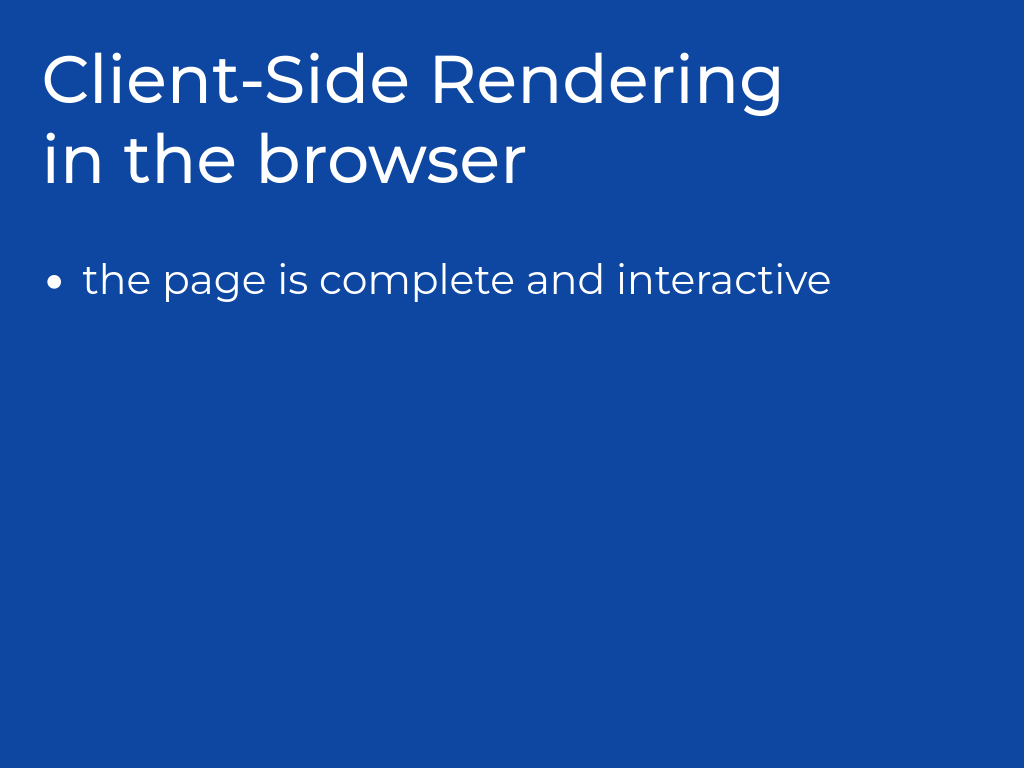 Client-Side Rendering
in the browser
• the page is complete and interactive